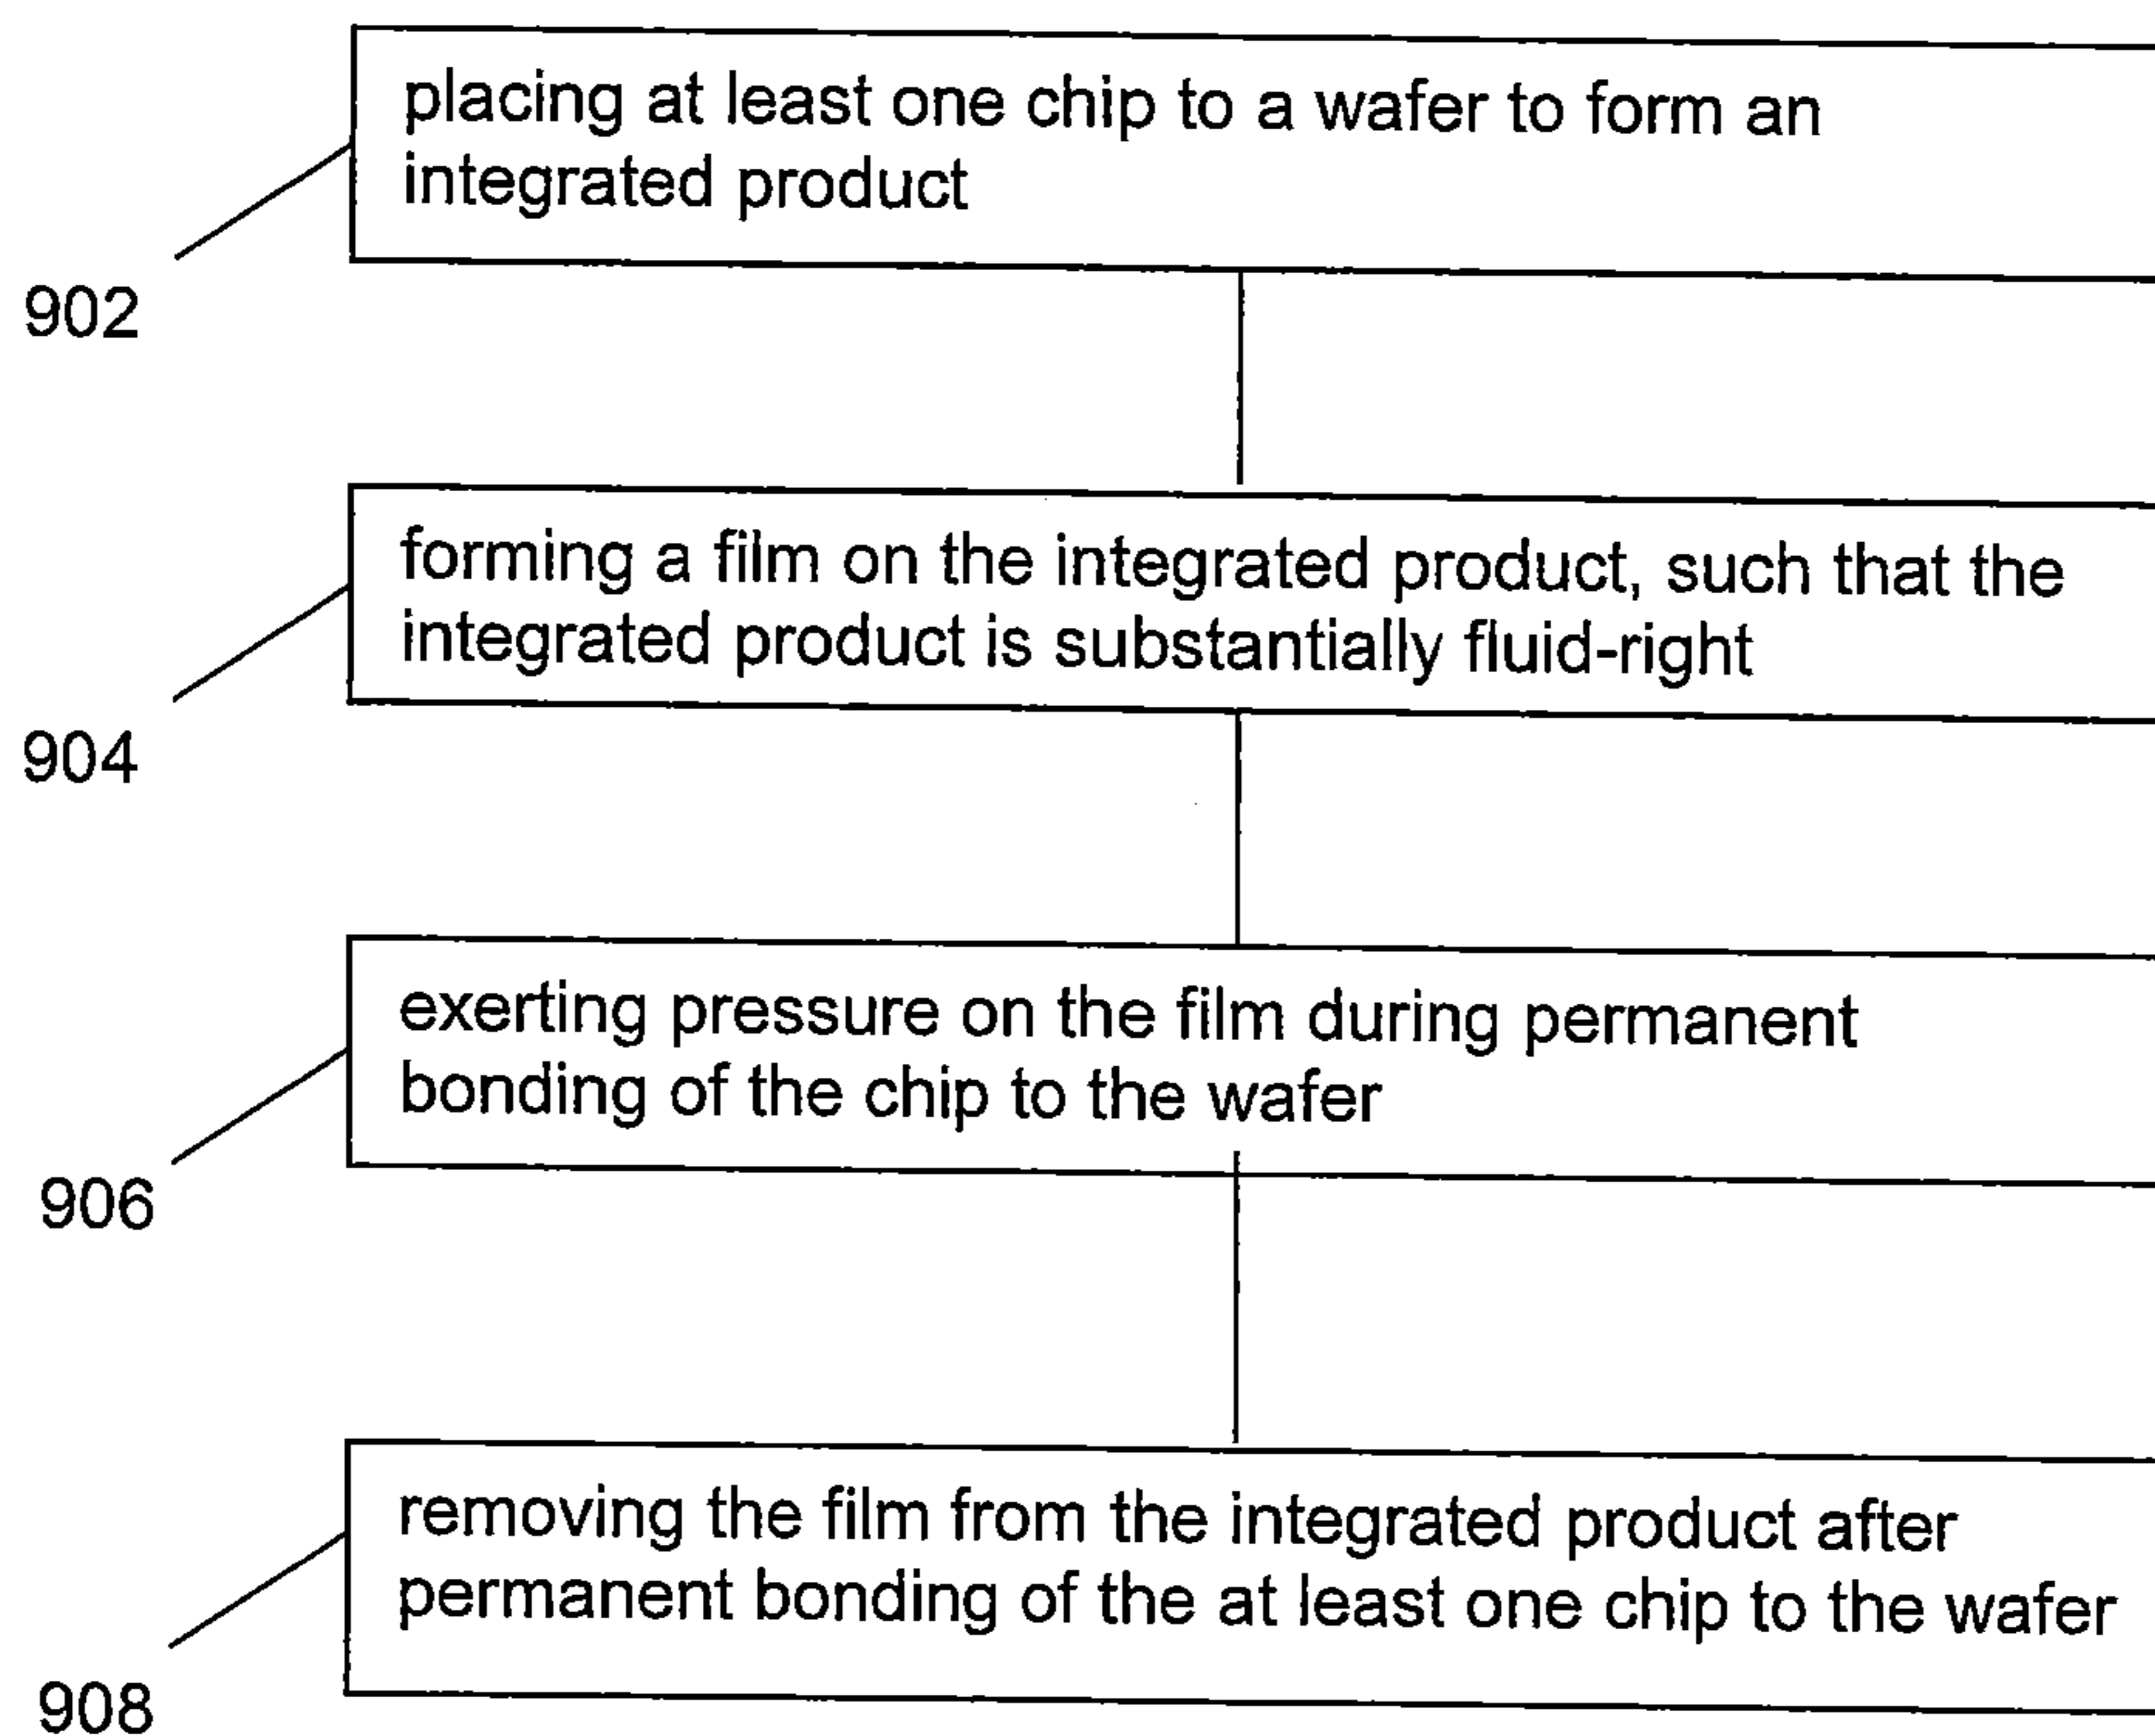 placing at least one chip to a wafer to form an
integrated product
902
forming a film on the integrated product, such that the
integrated product is substantially fluid-right
904
exerting pressure on the film during permanent
bonding of the chip to the wafer
906
removing the film from the integrated product after
permanent bonding of the at least one chip to the wafer
908